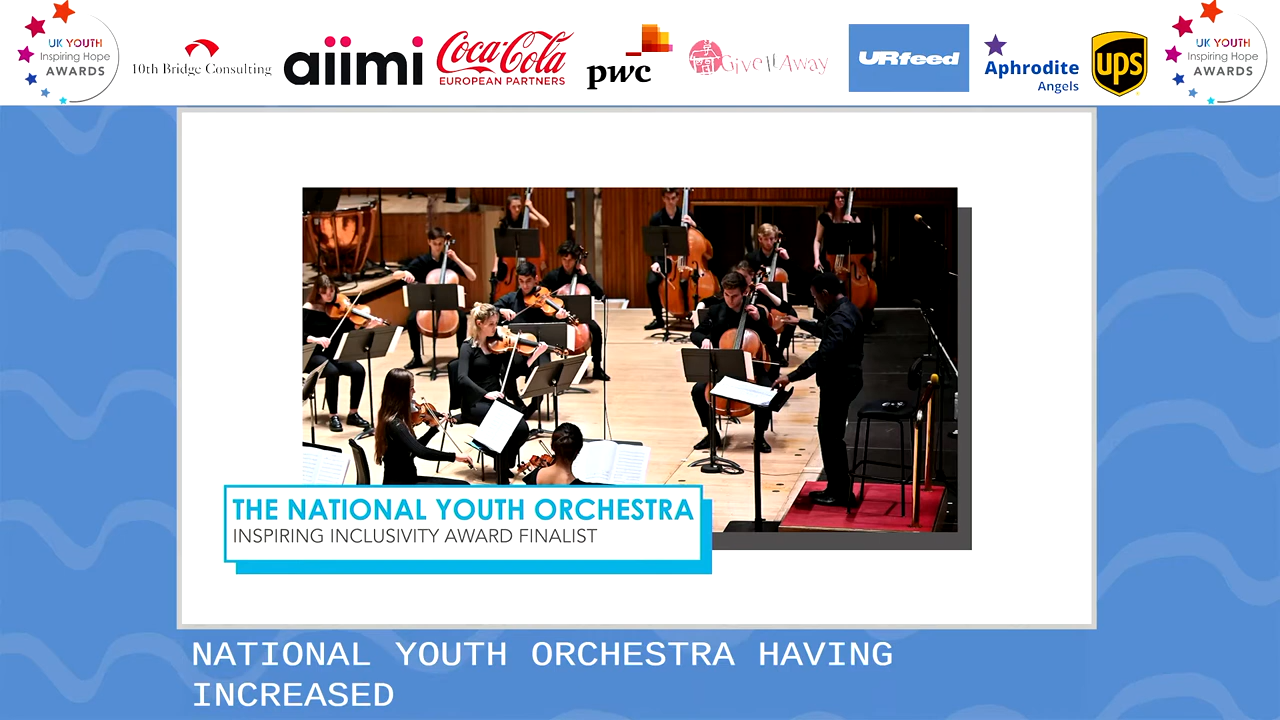 UK YOUTH
Inspiring Hope
AWARDS
10th Bridge Consulting
aiimi
Coca-Cola
EUROPEAN PARTNERS
pwc
Give||Away
URfeed
Aphrodite
Angels
ups
UK YOUTH
Inspiring Hope
AWARDS
THE NATIONAL YOUTH ORCHESTRA
INSPIRING INCLUSIVITY AWARD FINALIST
NATIONAL YOUTH ORCHESTRA HAVING
INCREASED